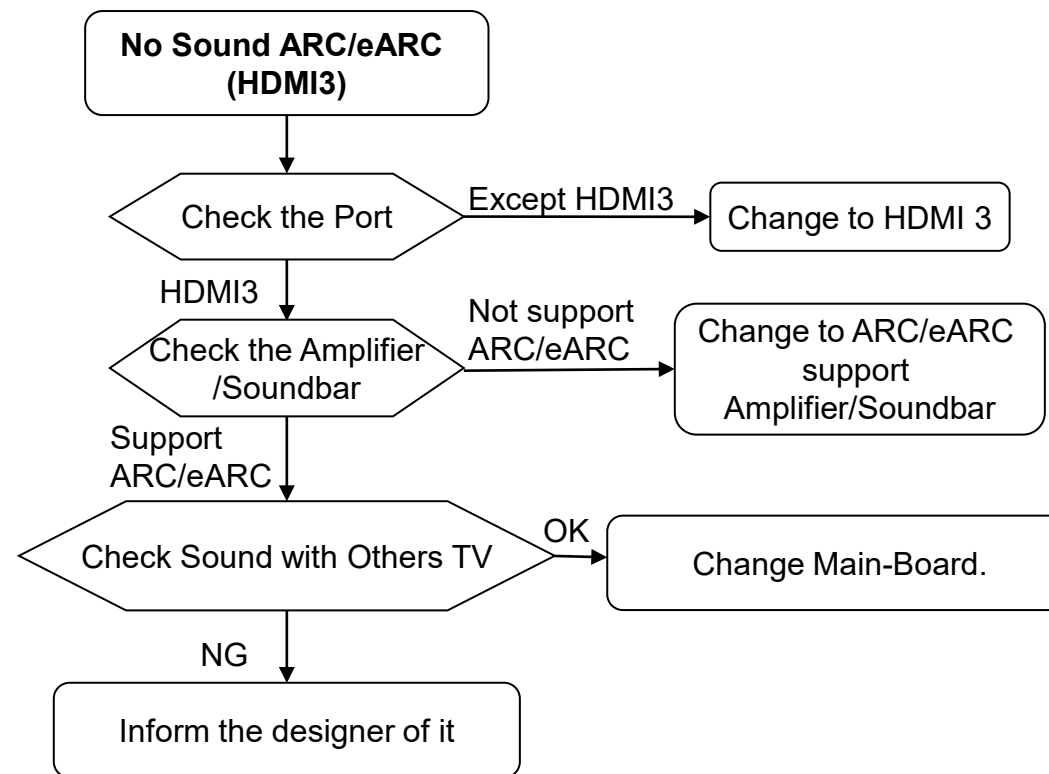 No Sound ARC/eARC
(HDMI3)
Check the Port
Except HDMI3
Change to HDMI 3
HDMI3
Check the Amplifier
/Soundbar
Not support
ARC/eARC
Change to ARC/eARC
support
Amplifier/Soundbar
Support
ARC/eARC
Check Sound with Others TV
OK
Change Main-Board.
NG
Inform the designer of it